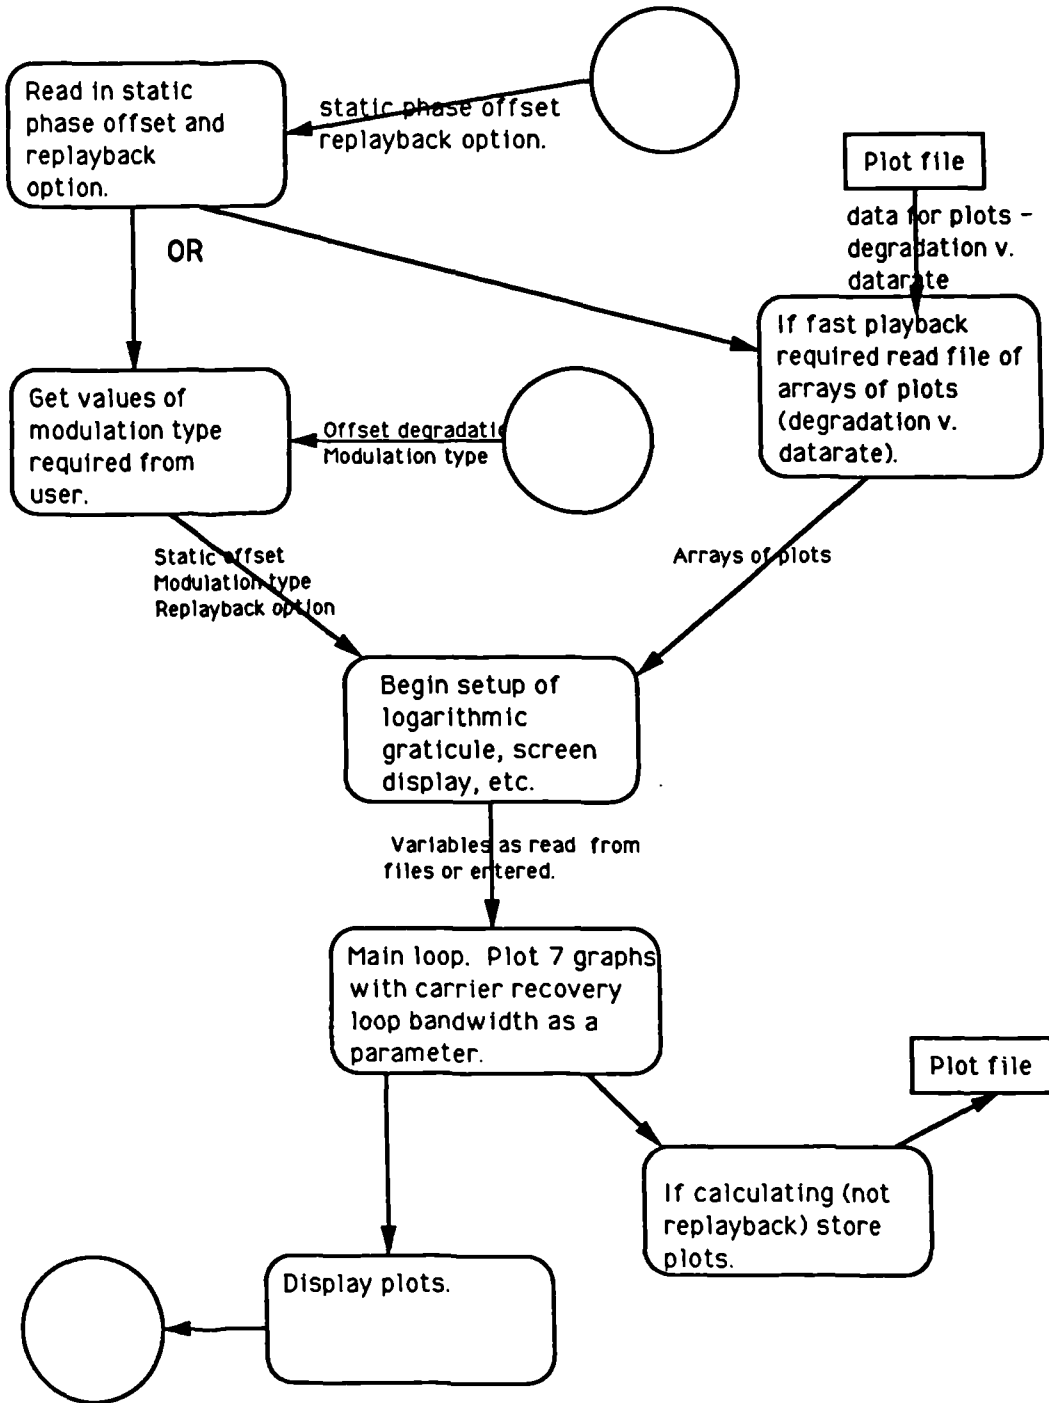 Read in static
phase offset and
replayback
option.
static phase offset
replayback option.
Plot file
data for plots -
degradation v.
datarate
OR
If fast playback
required read file of
arrays of plots
(degradation v.
datarate).
Get values of
modulation type
required from
user.
Offset degradatio
Modulation type
Static offset
Modulation type
Replayback option
Arrays of plots
Begin setup of
logarithmic
graticule, screen
display, etc.
Variables as read from
files or entered.
Main loop. Plot 7 graphs
with carrier recovery
loop bandwidth as a
parameter.
Plot file
If calculating (not
replayback) store
plots.
Display plots.